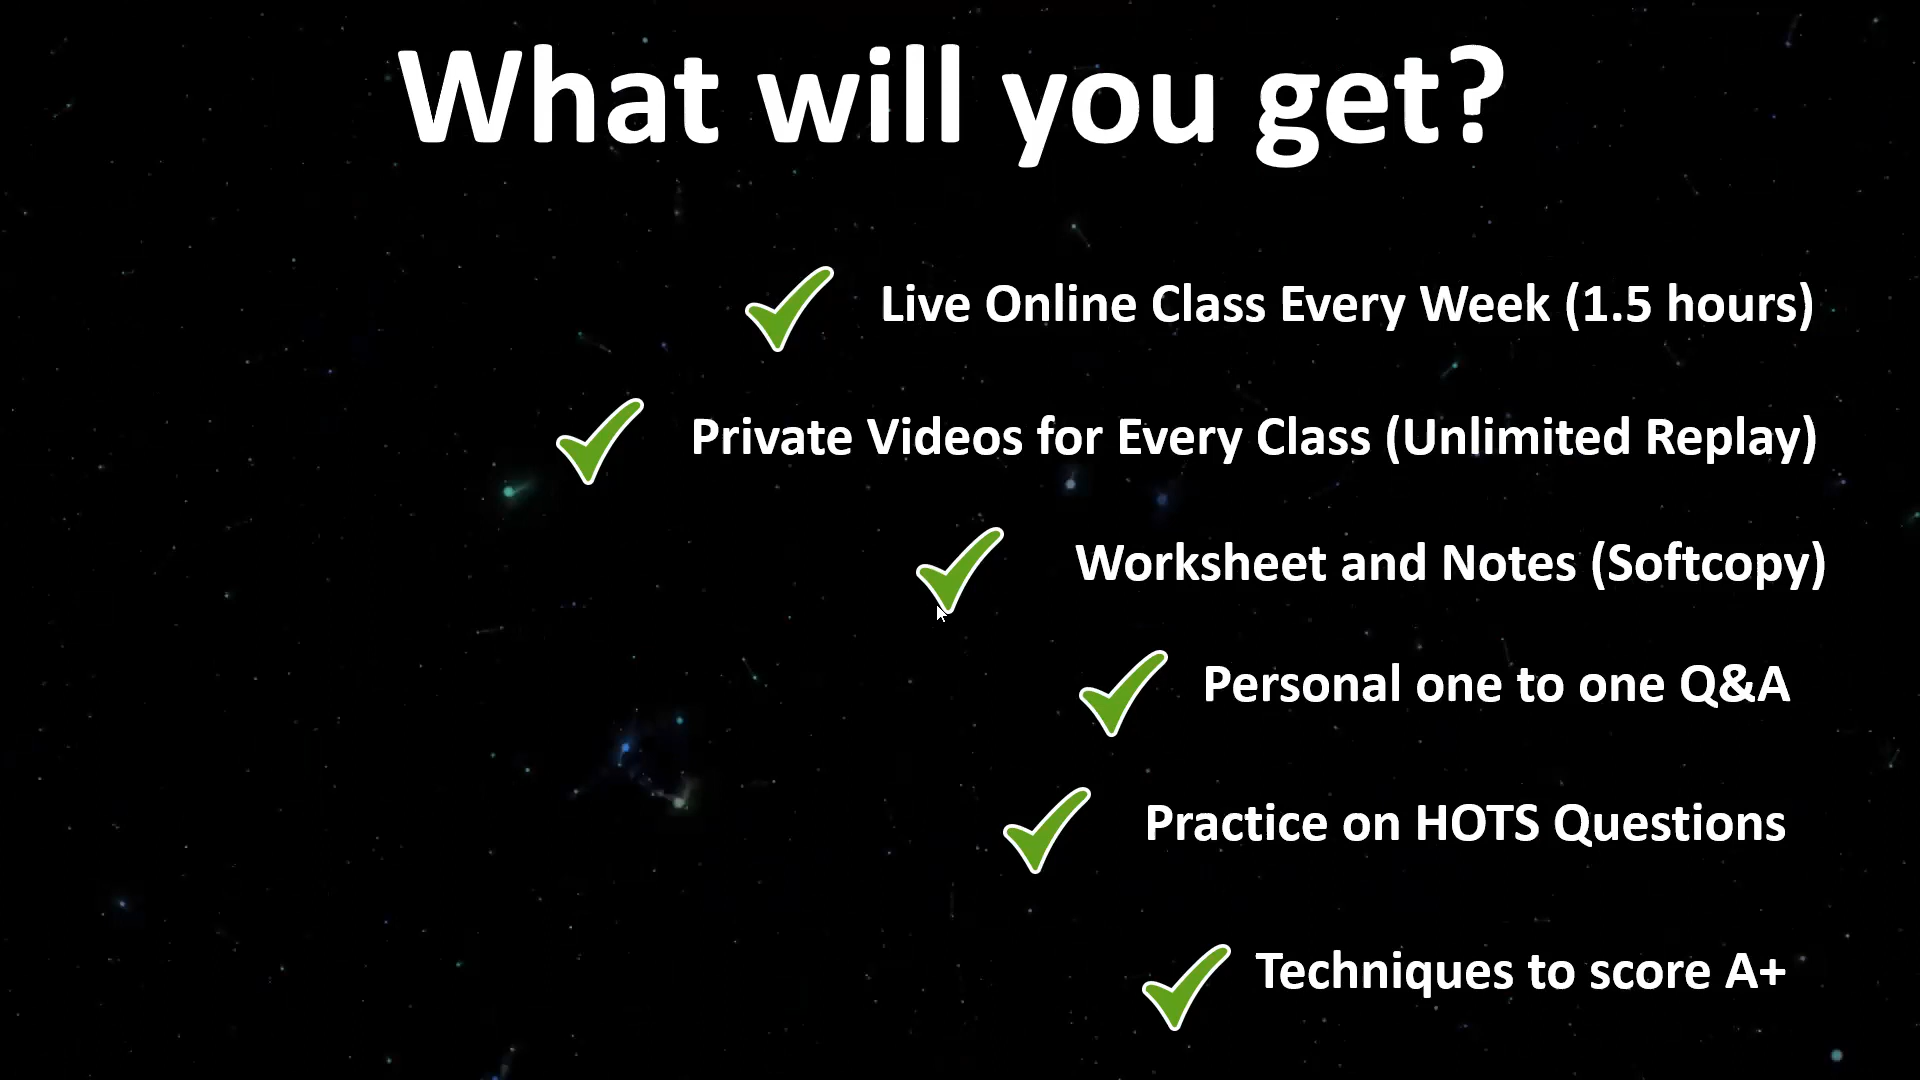 What will you get?
Live Online Class Every Week (1.5 hours)
Private Videos for Every Class (Unlimited Replay)
Worksheet and Notes (Softcopy)
Personal one to one Q&A
Practice on HOTS Questions
Techniques to score A+